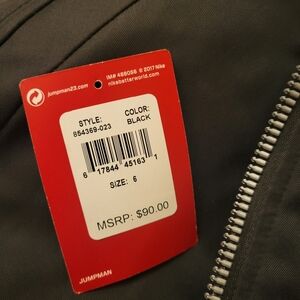 jumpman23.com
IM# 488066 © 2017 Nike
nikebetterworld.com
STYLE: COLOR:
854369-023 BLACK
6 17844 45163 1
SIZE: 6
MSRP: $90.00
JUMPMAN